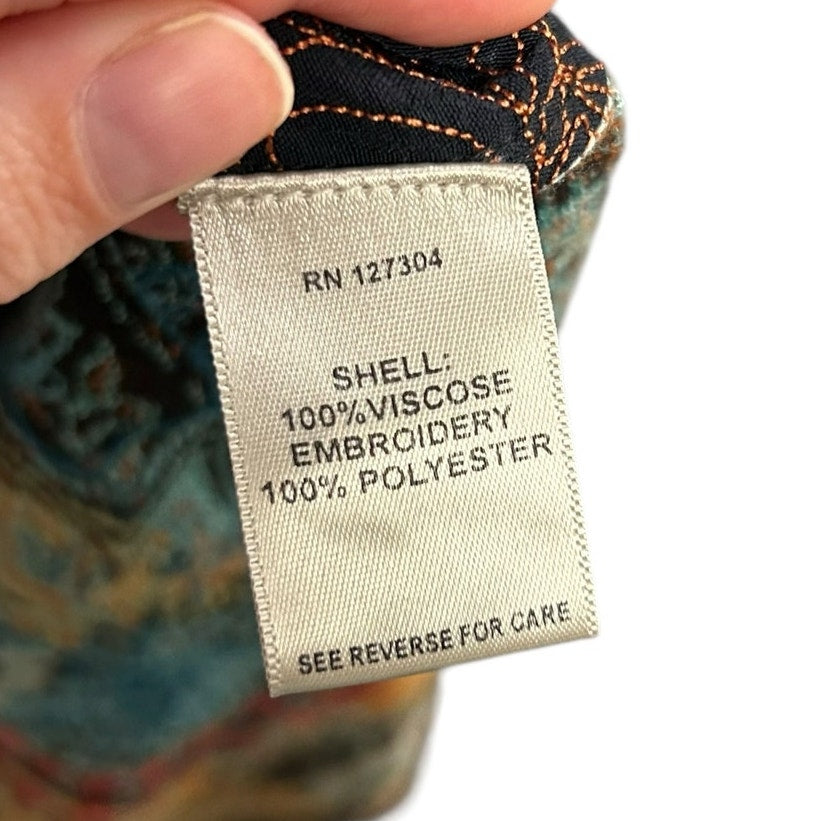 RN 127304
SHELL:
100%VISCOSE
EMBROIDERY
100% POLYESTER
SEE REVERSE FOR CARE